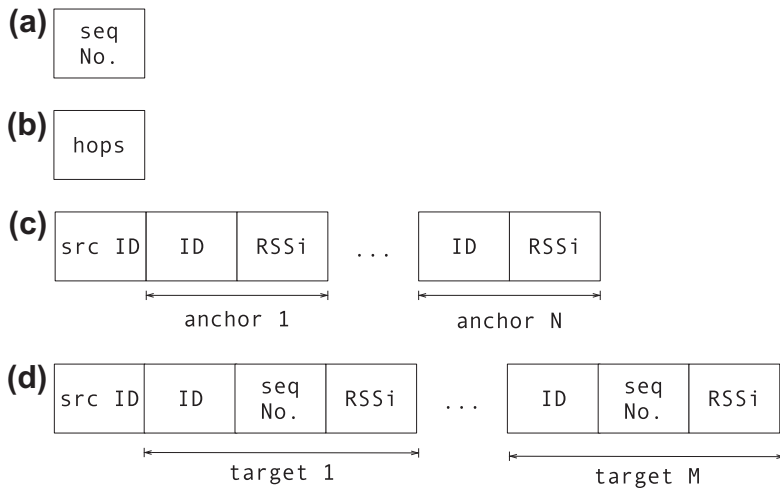 (a)
seq
No.
(b)
hops
(c)
src ID ID RSSi ... ID RSSi
anchor 1 anchor N
(d)
src ID ID seq No. RSSi ... ID seq No. RSSi
target 1 target M